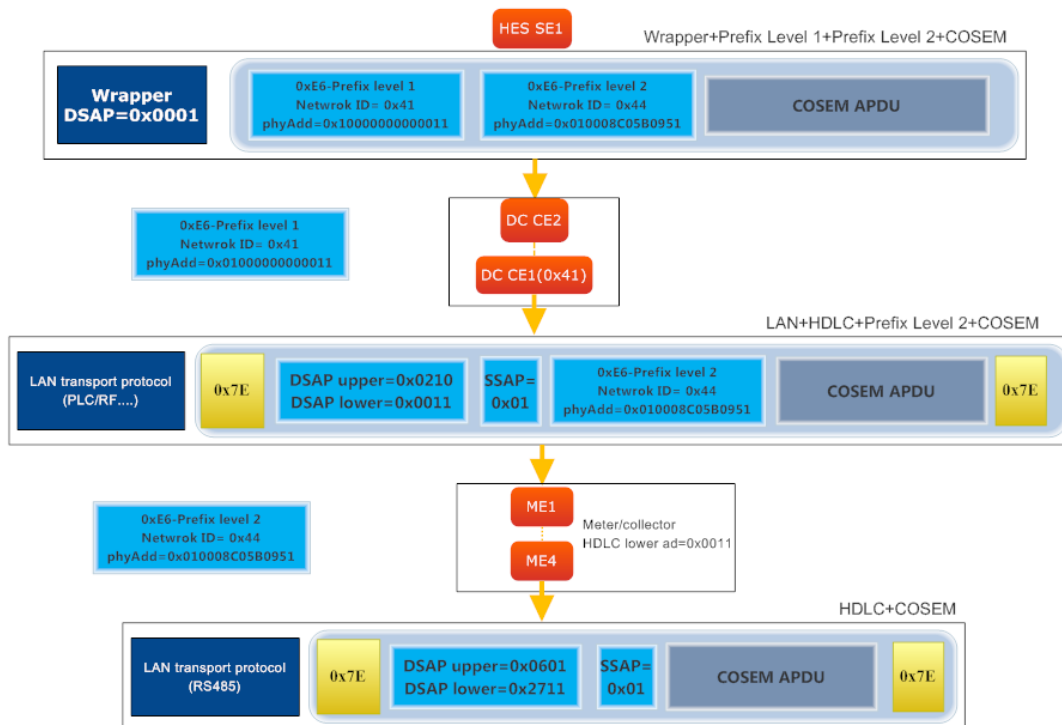 HES SE1
Wrapper+Prefix Level 1+Prefix Level 2+COSEM
Wrapper
DSAP=0x0001
0xE6-Prefix level 1
Netwrok ID= 0x41
phyAdd=0x10000000000011
0xE6-Prefix level 2
Netwrok ID= 0x44
phyAdd=0x010008C05B0951
COSEM APDU
0xE6-Prefix level 1
Netwrok ID= 0x41
phyAdd=0x01000000000011
DC CE2
DC CE1(0x41)
LAN+HDLC+Prefix Level 2+COSEM
LAN transport protocol
(PLC/RF....)
0x7E
DSAP upper=0x0210
DSAP lower=0x0011
SSAP=
0x01
0xE6-Prefix level 2
Netwrok ID= 0x44
phyAdd=0x010008C05B0951
COSEM APDU
0x7E
0xE6-Prefix level 2
Netwrok ID= 0x44
phyAdd=0x010008C05B0951
ME1
Meter/collector
HDLC lower ad=0x0011
ME4
HDLC+COSEM
LAN transport protocol
(RS485)
0x7E
DSAP upper=0x0601
DSAP lower=0x2711
SSAP=
0x01
COSEM APDU
0x7E